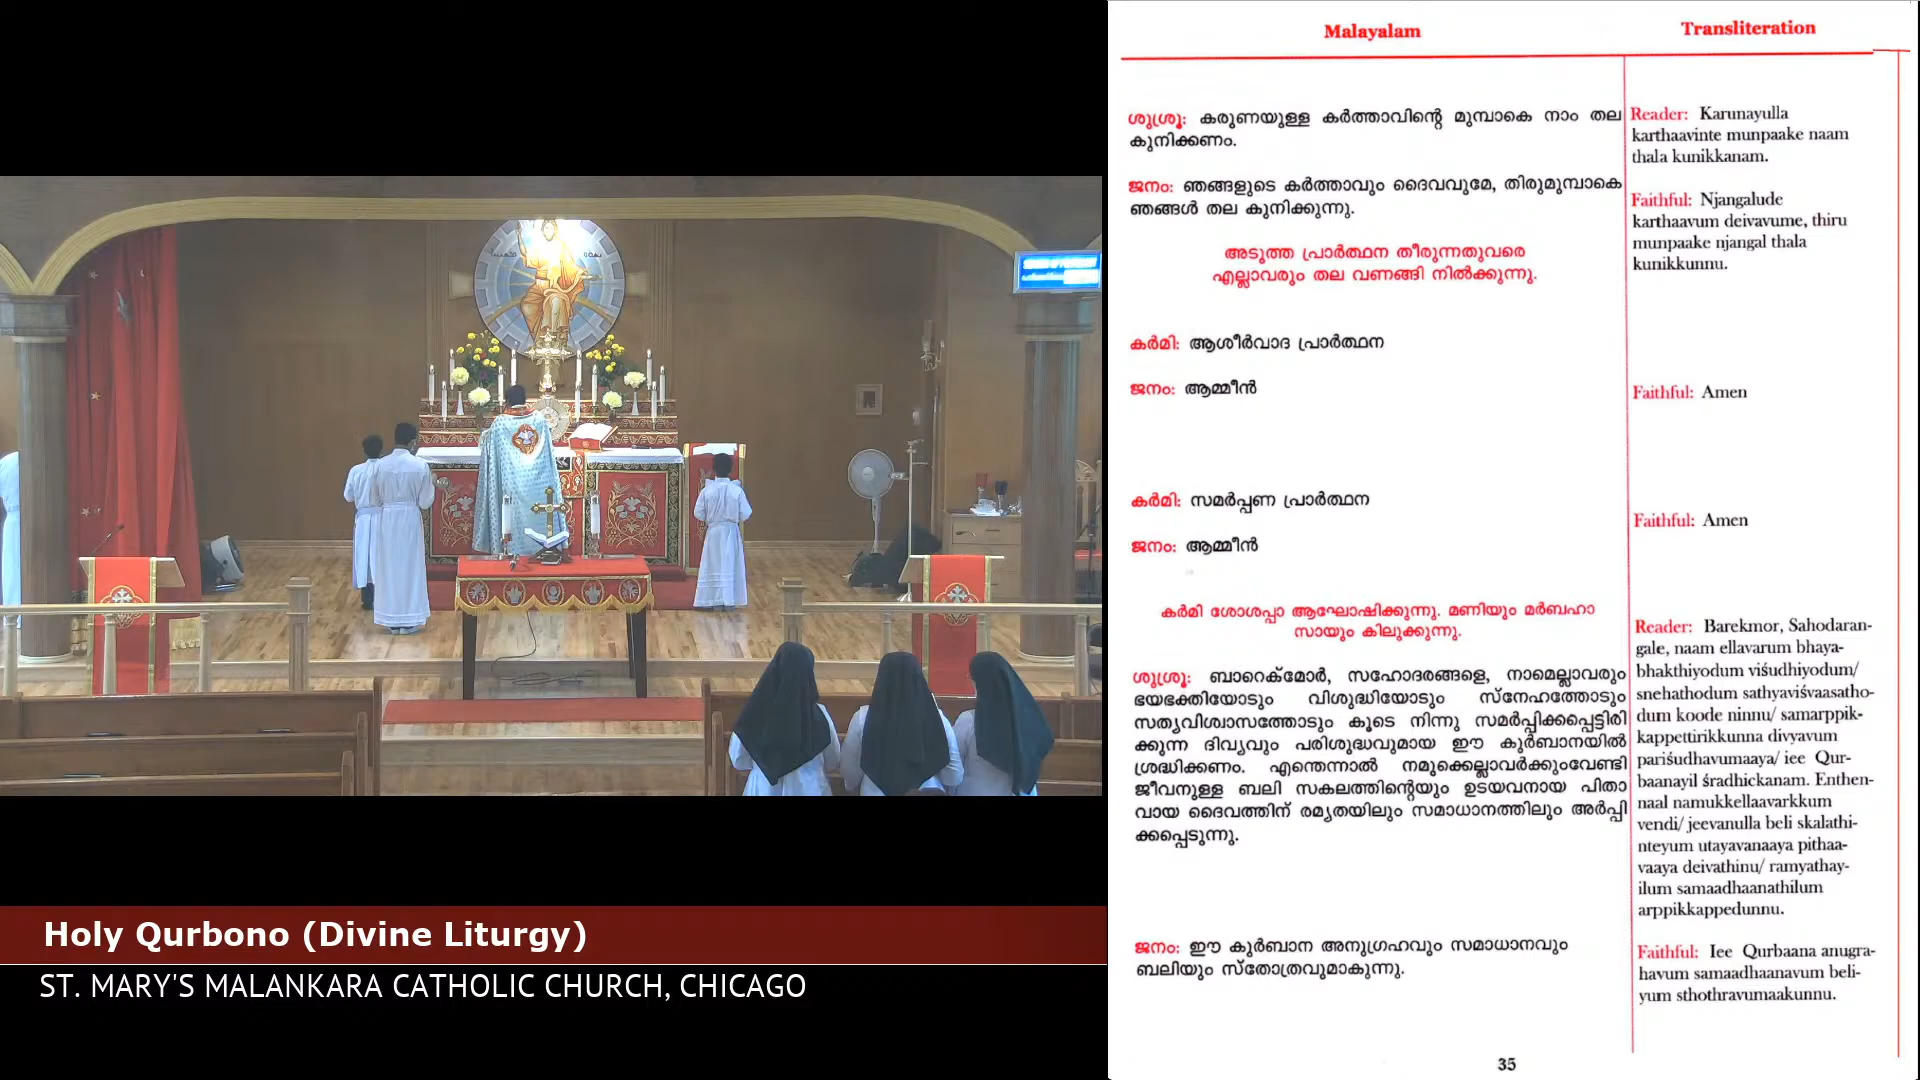 Malayalam
Transliteration
ശുശ്രൂ: കരുണയുള്ള കർത്താവിന്റെ മുമ്പാകെ നാം തല
കുനിക്കണം.
ജനം: ഞങ്ങളുടെ കർത്താവും ദൈവവുമേ, തിരുമുമ്പാകെ
ഞങ്ങൾ തല കുനിക്കുന്നു.
അടുത്ത പ്രാർത്ഥന തീരുന്നതുവരെ
എല്ലാവരും തല വണങ്ങി നിൽക്കുന്നു.
കർമി: ആശീർവാദ പ്രാർത്ഥന
ജനം: ആമ്മീൻ
കർമി: സമർപ്പണ പ്രാർത്ഥന
ജനം: ആമ്മീൻ
കർമി ശോശപ്പാ ആഘോഷിക്കുന്നു. മണിയും മർബഹാ
സായും കിലുക്കുന്നു.
ശുശ്രൂ: ബാറെക്മോർ, സഹോദരങ്ങളെ, നാമെല്ലാവരും
ഭയഭക്തിയോടും വിശുദ്ധിയോടും സ്നേഹത്തോടും
സത്യവിശ്വാസത്തോടും കൂടെ നിന്നു സമർപ്പിക്കപ്പെട്ടിരി
ക്കുന്ന ദിവ്യവും പരിശുദ്ധവുമായ ഈ കുർബാനയിൽ
ശ്രദ്ധിക്കണം. എന്തെന്നാൽ നമുക്കെല്ലാവർക്കുംവേണ്ടി
ജീവനുള്ള ബലി സകലത്തിന്റെയും ഉടയവനായ പിതാ
വായ ദൈവത്തിന് രമ്യതയിലും സമാധാനത്തിലും അർപ്പി
ക്കപ്പെടുന്നു.
ജനം: ഈ കുർബാന അനുഗ്രഹവും സമാധാനവും
ബലിയും സ്തോത്രവുമാകുന്നു.
Reader: Karunayulla
karthaavinte munpaake naam
thala kunikkanam.
Faithful: Njangalude
karthaavum deivavume, thiru
munpaake njangal thala
kunikkunnu.
Faithful: Amen
Faithful: Amen
Reader: Barekmor, Sahodaran-
gale, naam ellavarum bhaya-
bhakthiyodum viśudhiyodum/
snehathodum sathyaviśvaasatho-
dum koode ninnu/ samarppik-
kappettirikkunna divyavum
pariśudhavumaaya/ iee Qur-
baanayil śradhickanam. Enthen-
naal namukkellaavarkkum
vendi/ jeevanulla beli skalathi-
nteyum utayavanaaya pithaa-
vaaya deivathinu/ ramyathay-
ilum samaadhaanathilum
arppikkappedunnu.
Faithful: Iee Qurbaana anugra-
havum samaadhaanavum beli-
yum sthothravumaakunnu.
35
Holy Qurbono (Divine Liturgy)
ST. MARY'S MALANKARA CATHOLIC CHURCH, CHICAGO